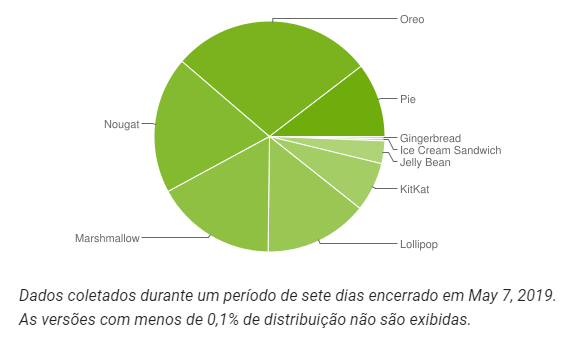 Oreo
Pie
Nougat
Gingerbread
Ice Cream Sandwich
Jelly Bean
KitKat
Marshmallow
Lollipop
Dados coletados durante um período de sete dias encerrado em May 7, 2019.
As versões com menos de 0,1% de distribuição não são exibidas.